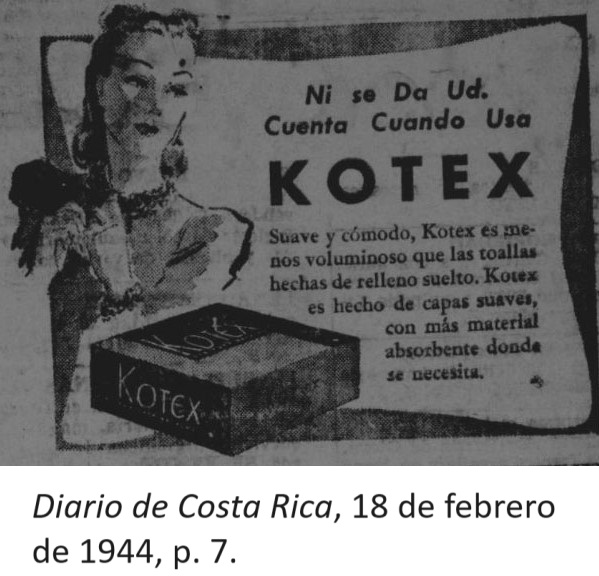 Ni se Da Ud.
Cuenta Cuando Usa
KOTEX
Suave y cómodo, Kotex es me-
nos voluminoso que las toallas
hechas de relleno suelto. Kotex
es hecho de capas suaves,
con más material
absorbente donde
se necesita.
KOTEX
KOTEX
Diario de Costa Rica, 18 de febrero
de 1944, p. 7.